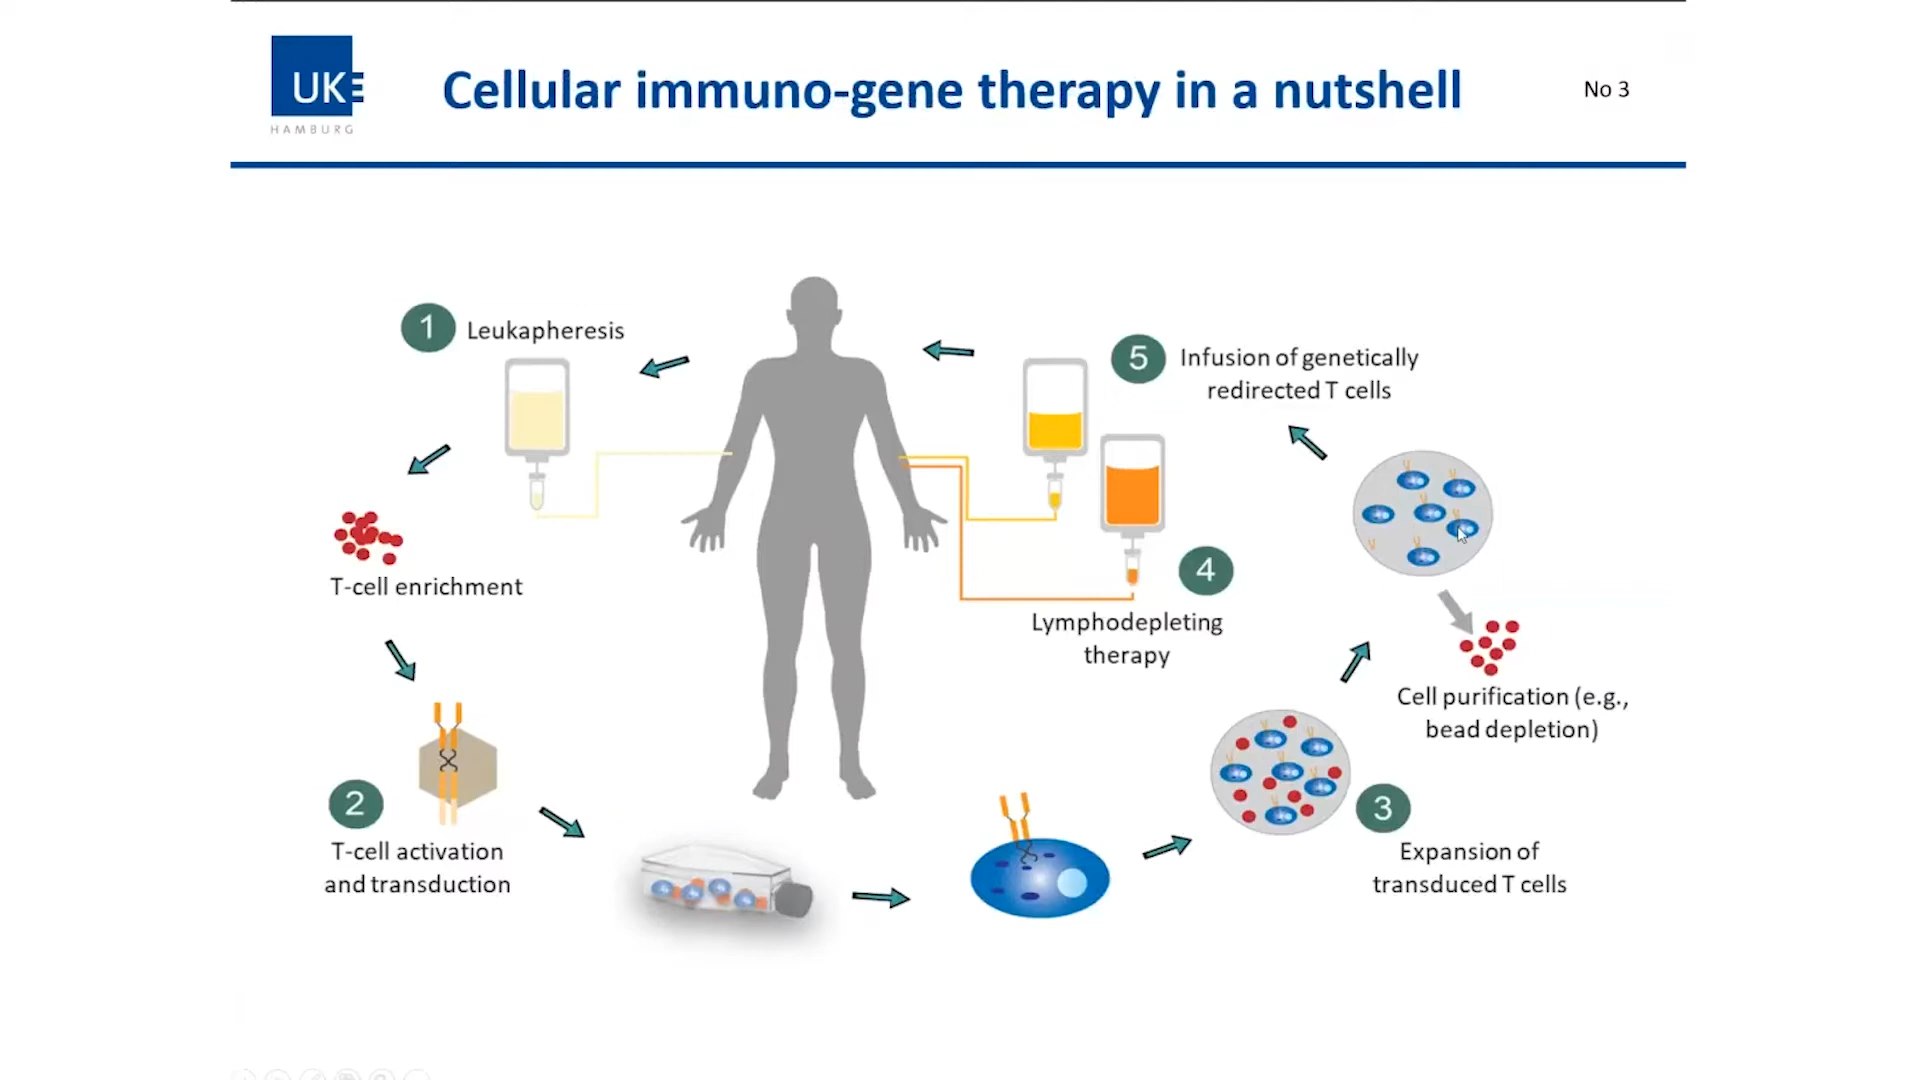 UKE
HAMBURG
Cellular immuno-gene therapy in a nutshell
No 3
1
Leukapheresis
T-cell enrichment
2
T-cell activation
and transduction
3
Expansion of
transduced T cells
Cell purification (e.g.,
bead depletion)
4
Lymphodepleting
therapy
5
Infusion of genetically
redirected T cells